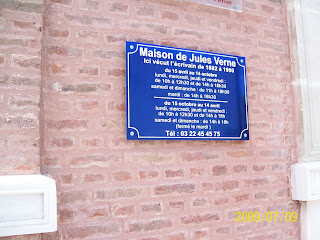 Maison de Jules Verne
Ici vécut l'écrivain de 1882 à 1900
du 15 avril au 14 octobre
lundi, mercredi, jeudi et vendredi :
de 10h à 12h30 et de 14h à 18h30
samedi et dimanche : de 11h à 18h30
mardi : de 14h à 18h30
du 15 octobre au 14 avril
lundi, mercredi, jeudi et vendredi :
de 10h à 12h30 et de 14h à 18h
samedi et dimanche : de 14h à 18h
(fermé le mardi)
Tél : 03 22 45 45 75
2009/07/09